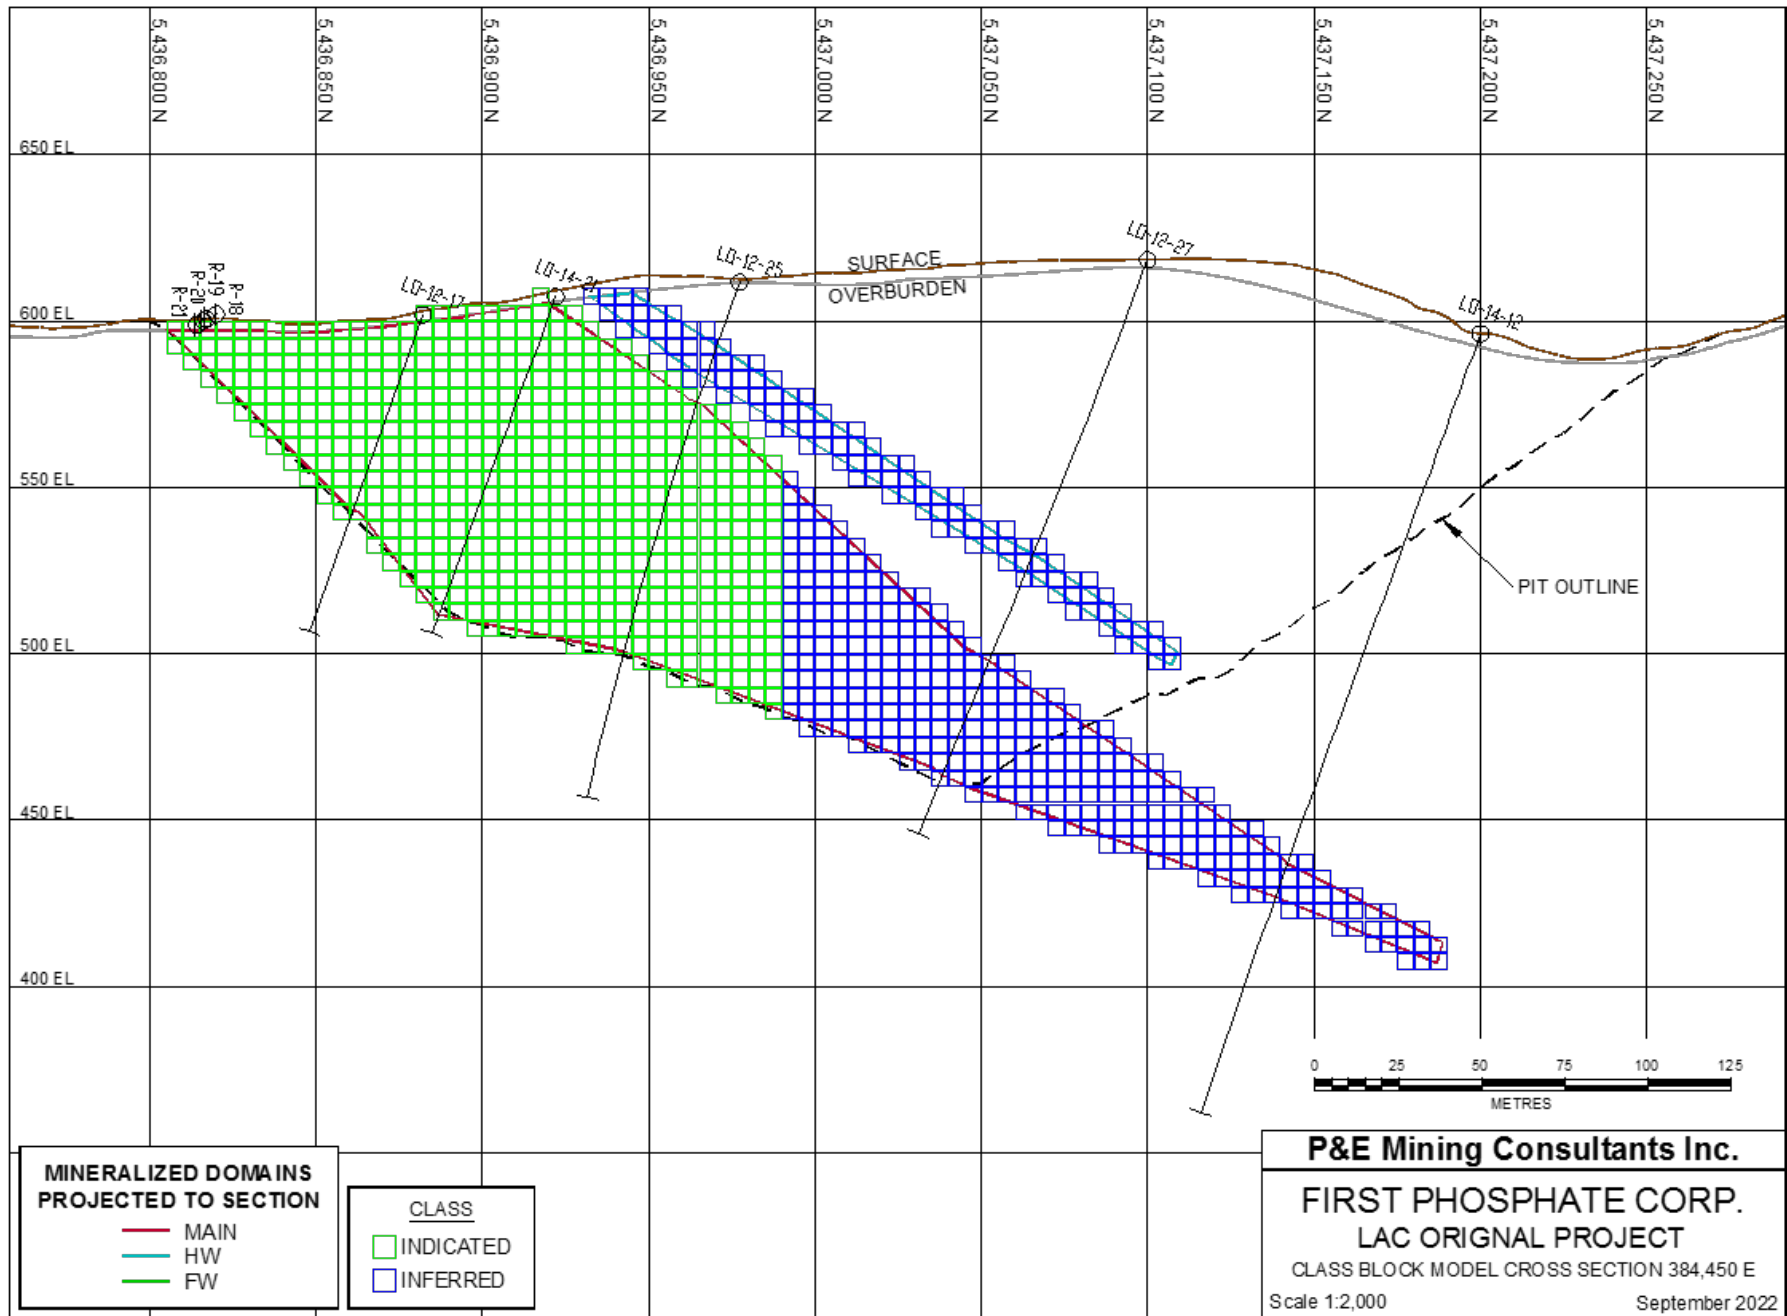 5,436,800 N
5,436,850 N
5,436,900 N
5,436,950 N
5,437,000 N
5,437,050 N
5,437,100 N
5,437,150 N
5,437,200 N
5,437,250 N
650 EL
600 EL
550 EL
500 EL
450 EL
400 EL
R-21
R-20
R-19
R-18
LO-12-17
LO-14-21
LO-12-25
LO-12-27
LO-14-12
SURFACE
OVERBURDEN
PIT OUTLINE
0 25 50 75 100 125
METRES
MINERALIZED DOMAINS
PROJECTED TO SECTION
MAIN
HW
FW
CLASS
INDICATED
INFERRED
P&E Mining Consultants Inc.
FIRST PHOSPHATE CORP.
LAC ORIGNAL PROJECT
CLASS BLOCK MODEL CROSS SECTION 384,450 E
Scale 1:2,000 September 2022